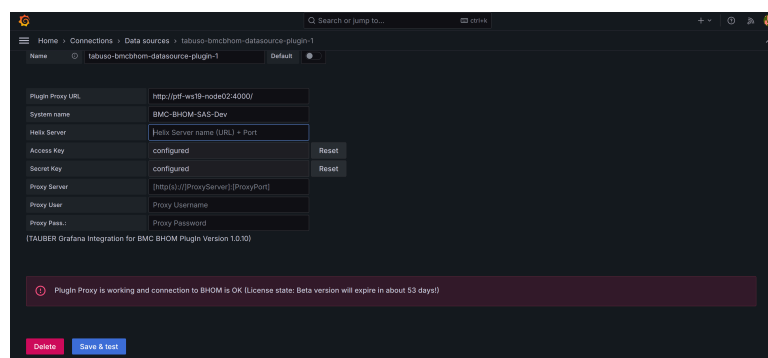 Search or jump to...
ctrl+k
Home › Connections › Data sources › tabuso-bmcbhom-datasource-plugin-1
Name tabuso-bmcbhom-datasource-plugin-1 Default
PlugIn Proxy URL http://ptf-ws19-node02:4000/
System name BMC-BHOM-SAS-Dev
Helix Server Helix Server name (URL) + Port
Access Key configured Reset
Secret Key configured Reset
Proxy Server [http(s)://[ProxyServer]:[ProxyPort]
Proxy User Proxy Username
Proxy Pass.: Proxy Password
(TAUBER Grafana Integration for BMC BHOM PlugIn Version 1.0.10)
PlugIn Proxy is working and connection to BHOM is OK (License state: Beta version will expire in about 53 days!)
Delete Save & test